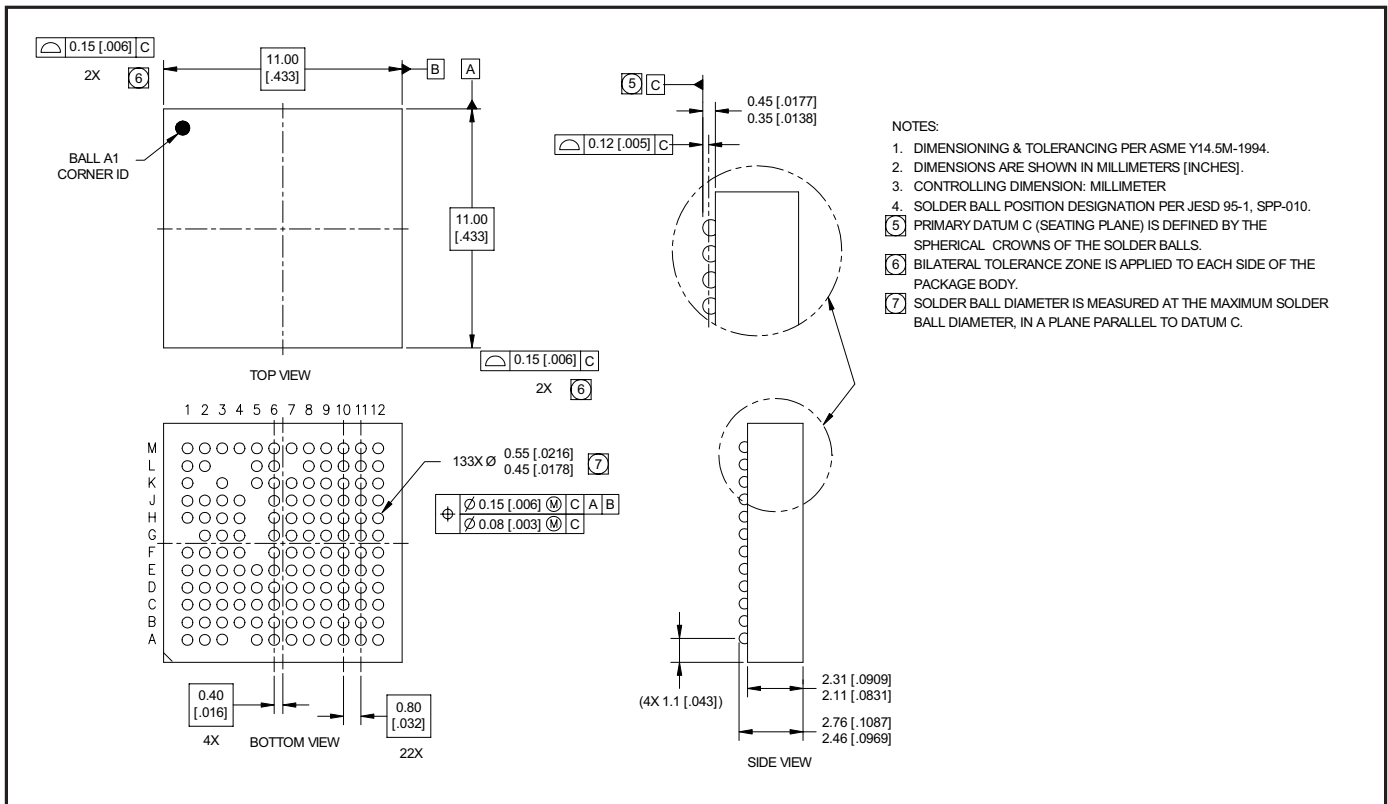 0.15 [.006] C
2X 6
11.00
[.433]
B A
BALL A1
CORNER ID
11.00
[.433]
0.15 [.006] C
2X 6
TOP VIEW
5 C
0.45 [.0177]
0.35 [.0138]
0.12 [.005] C
NOTES:
1. DIMENSIONING & TOLERANCING PER ASME Y14.5M-1994.
2. DIMENSIONS ARE SHOWN IN MILLIMETERS [INCHES].
3. CONTROLLING DIMENSION: MILLIMETER
4. SOLDER BALL POSITION DESIGNATION PER JESD 95-1, SPP-010.
5 PRIMARY DATUM C (SEATING PLANE) IS DEFINED BY THE
SPHERICAL CROWNS OF THE SOLDER BALLS.
6 BILATERAL TOLERANCE ZONE IS APPLIED TO EACH SIDE OF THE
PACKAGE BODY.
7 SOLDER BALL DIAMETER IS MEASURED AT THE MAXIMUM SOLDER
BALL DIAMETER, IN A PLANE PARALLEL TO DATUM C.
1 2 3 4 5 6 7 8 9 10 11 12
M
L
K
J
H
G
F
E
D
C
B
A
133X Ø 0.55 [.0216]
0.45 [.0178] 7
⌖ Ø 0.15 [.006] Ⓜ C A B
Ø 0.08 [.003] Ⓜ C
0.40
[.016]
4X
BOTTOM VIEW
0.80
[.032]
22X
(4X 1.1 [.043])
2.31 [.0909]
2.11 [.0831]
2.76 [.1087]
2.46 [.0969]
SIDE VIEW